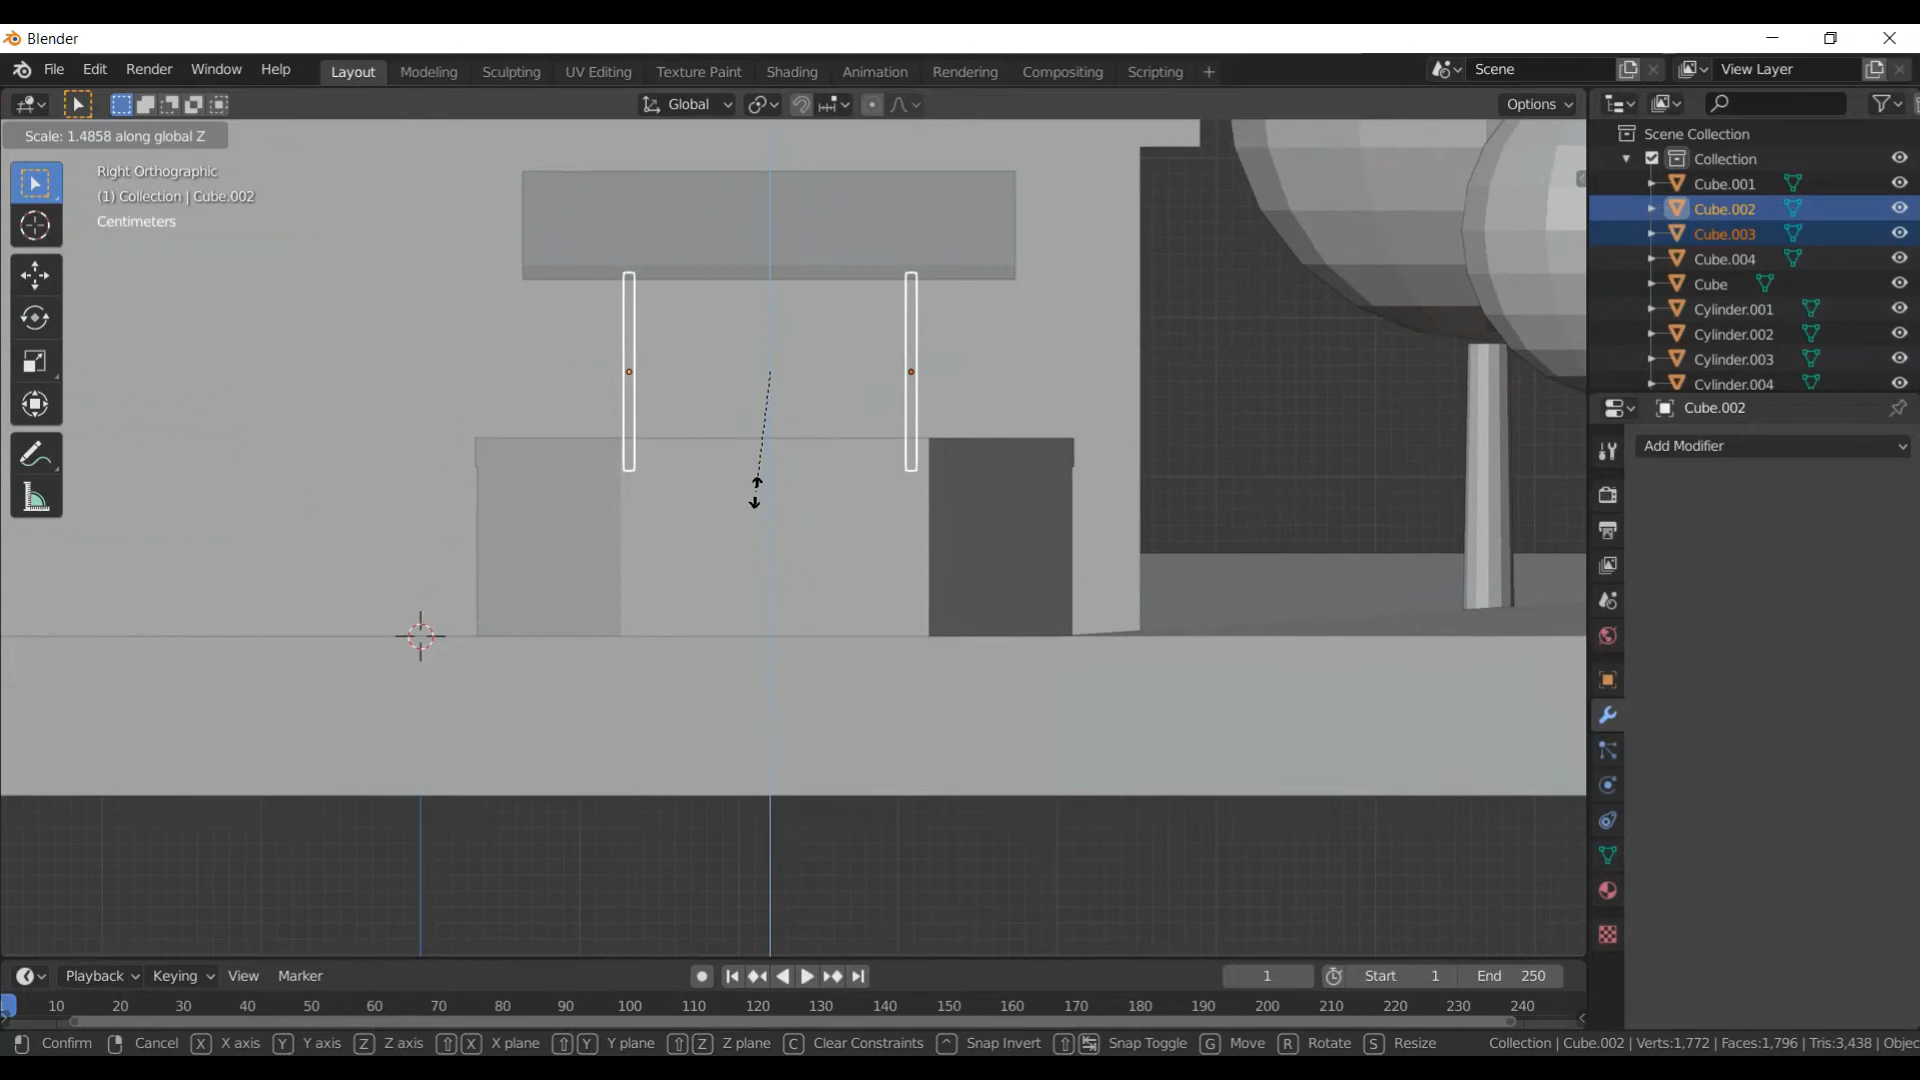 Blender
File Edit Render Window Help Layout Modeling Sculpting UV Editing Texture Paint Shading Animation Rendering Compositing Scripting + Scene View Layer
Global Options
Scale: 1.4858 along global Z
Right Orthographic
(1) Collection | Cube.002
Centimeters
Scene Collection
Collection
Cube.001
Cube.002
Cube.003
Cube.004
Cube
Cylinder.001
Cylinder.002
Cylinder.003
Cylinder.004
Cube.002
Add Modifier
Playback Keying View Marker 1 Start 1 End 250
10 20 30 40 50 60 70 80 90 100 110 120 130 140 150 160 170 180 190 200 210 220 230 240
Confirm Cancel X X axis Y Y axis Z Z axis X X plane Y Y plane Z Z plane C Clear Constraints Snap Invert Snap Toggle G Move R Rotate S Resize Collection | Cube.002 | Verts:1,772 | Faces:1,796 | Tris:3,438 | Objec